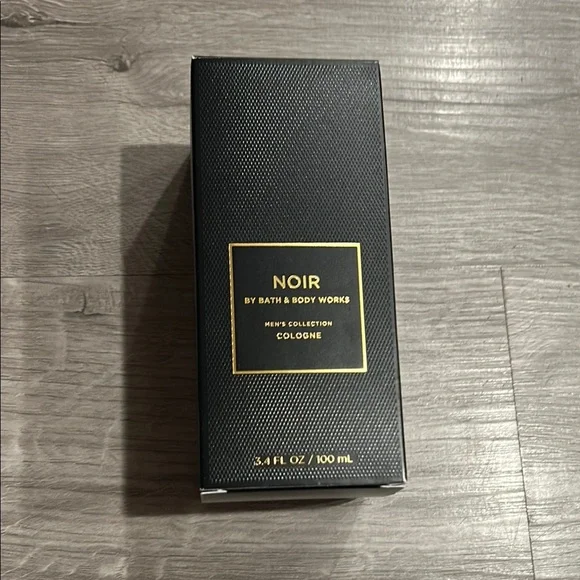 NOIR
BY BATH & BODY WORKS
MEN'S COLLECTION
COLOGNE
3.4 FL OZ / 100 mL